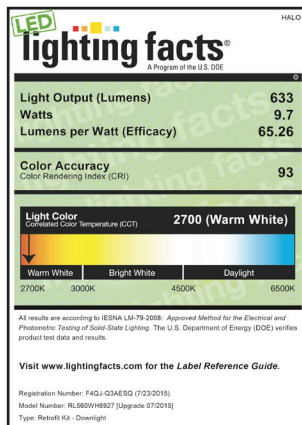 HALO
LED
lighting facts®
A Program of the U.S. DOE
Light Output (Lumens) 633
Watts 9.7
Lumens per Watt (Efficacy) 65.26
Color Accuracy
Color Rendering Index (CRI) 93
Light Color
Correlated Color Temperature (CCT) 2700 (Warm White)
Warm White Bright White Daylight
2700K 3000K 4500K 6500K
All results are according to IESNA LM-79-2008: Approved Method for the Electrical and
Photometric Testing of Solid-State Lighting. The U.S. Department of Energy (DOE) verifies
product test data and results.
Visit www.lightingfacts.com for the Label Reference Guide.
Registration Number: F4QJ-Q3AESQ (7/23/2015)
Model Number: RL560WH6927 [Upgrade 07/2015]
Type: Retrofit Kit - Downlight